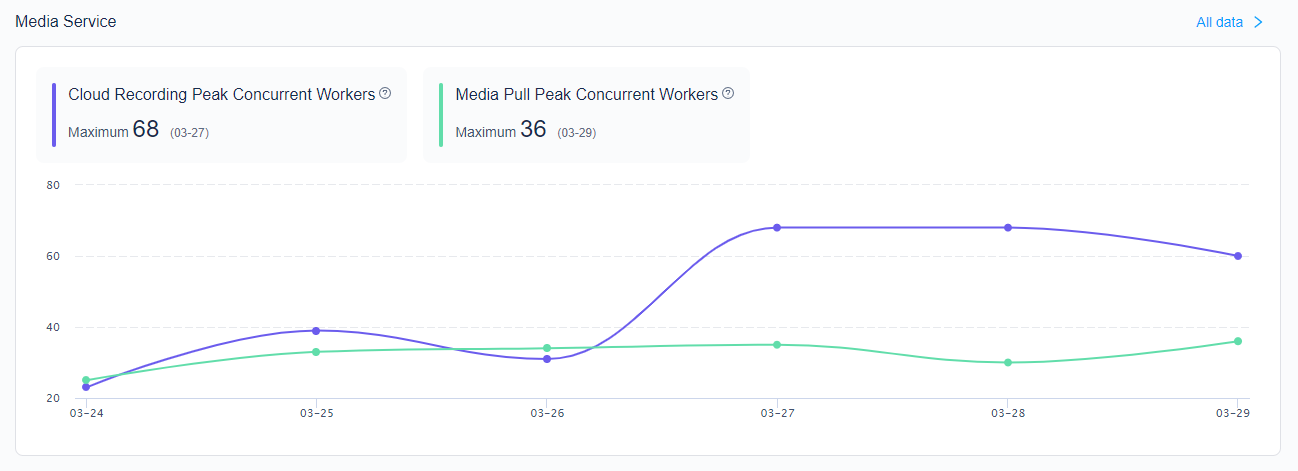 Media Service
All data
Cloud Recording Peak Concurrent Workers
Maximum 68 (03-27)
Media Pull Peak Concurrent Workers
Maximum 36 (03-29)
80
60
40
20
03-24 03-25 03-26 03-27 03-28 03-29